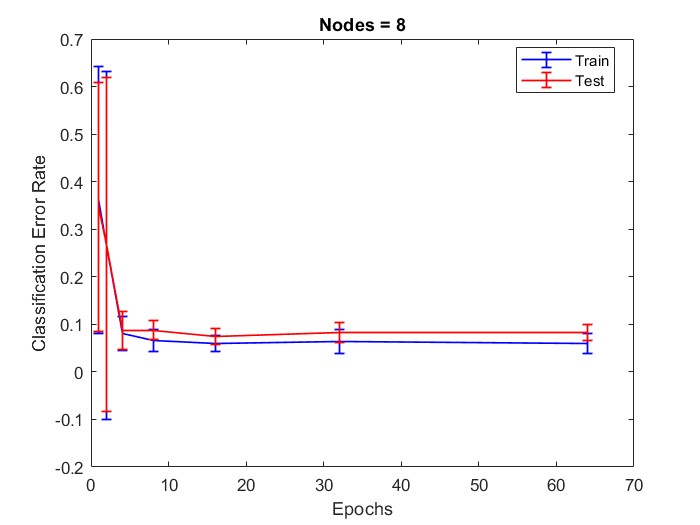 Nodes = 8
Train
Test
Classification Error Rate
0.7
0.6
0.5
0.4
0.3
0.2
0.1
0
-0.1
-0.2
0 10 20 30 40 50 60 70
Epochs